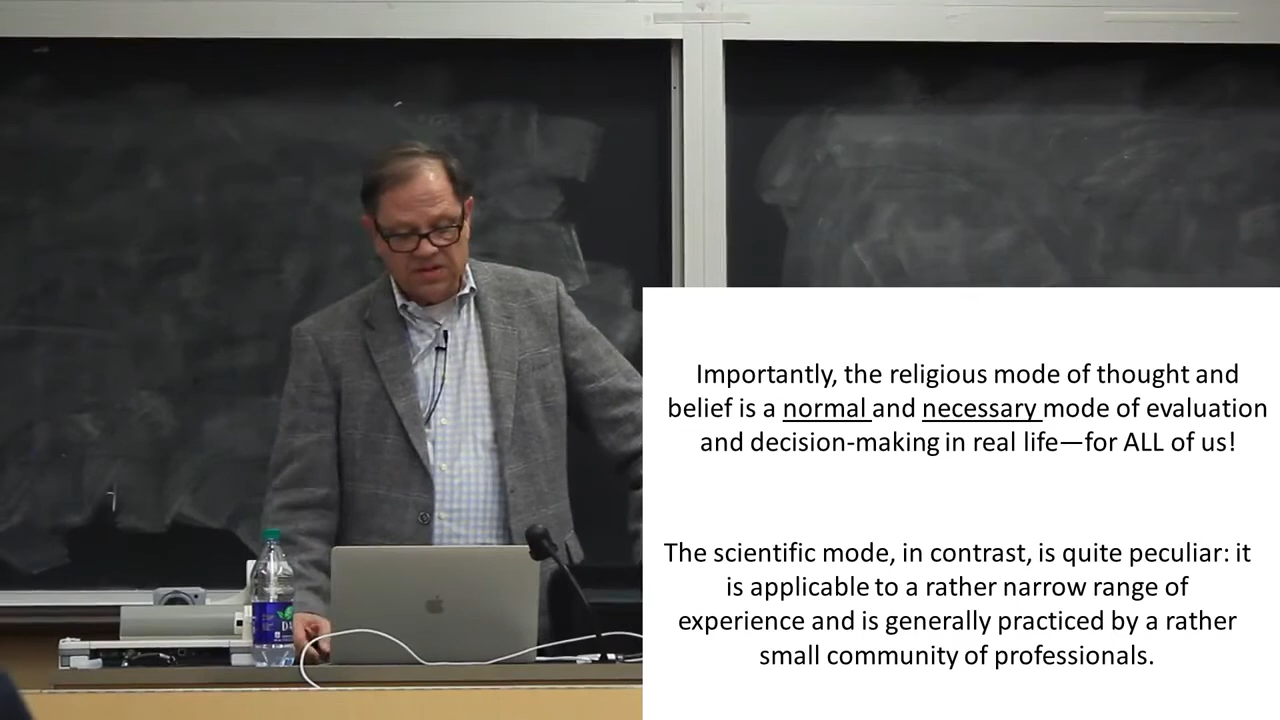 Importantly, the religious mode of thought and
belief is a normal and necessary mode of evaluation
and decision-making in real life—for ALL of us!
The scientific mode, in contrast, is quite peculiar: it
is applicable to a rather narrow range of
experience and is generally practiced by a rather
small community of professionals.